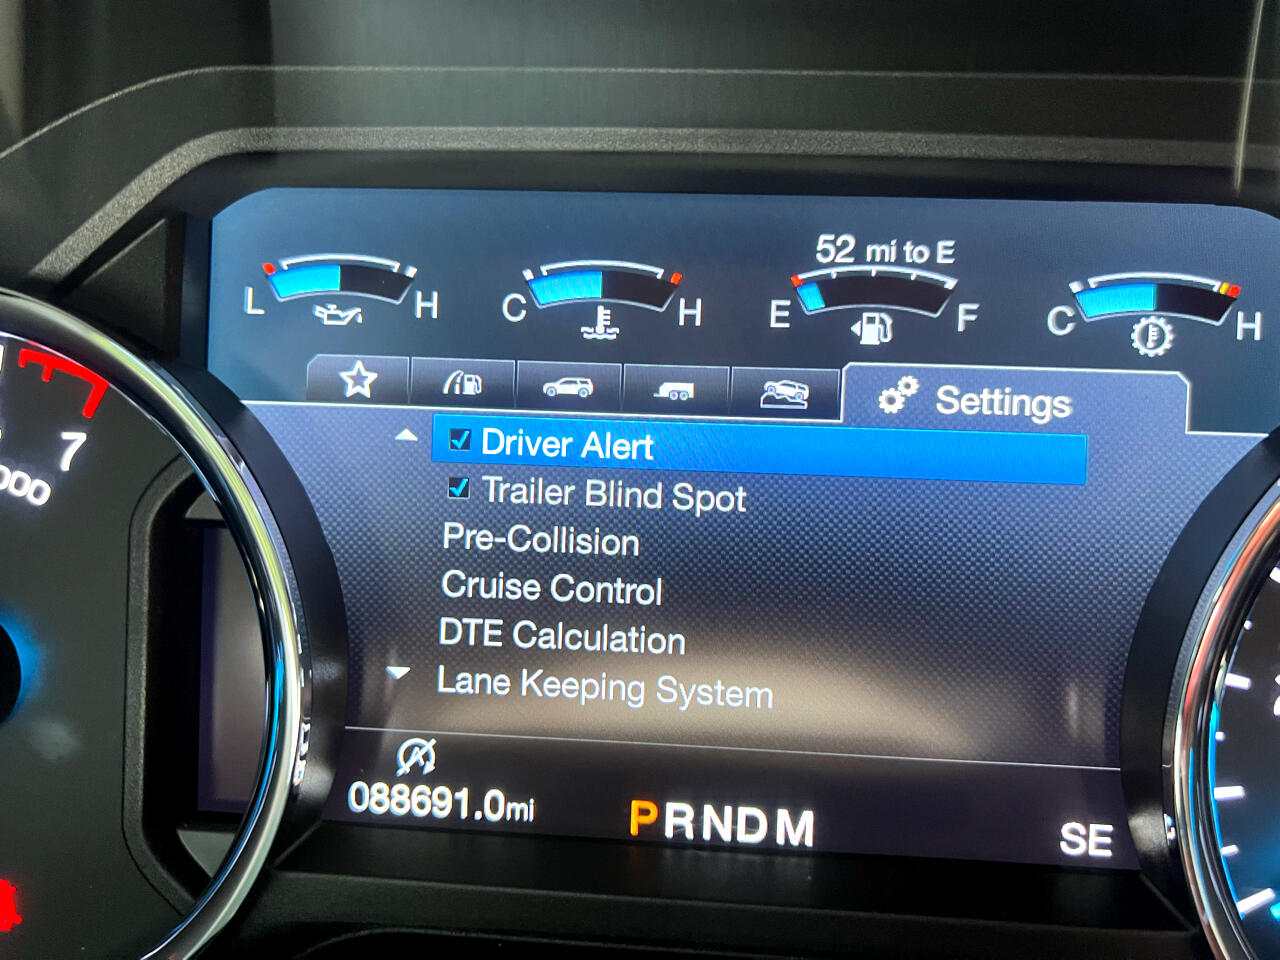 52 mi to E
L H
C H
E F
C H
Settings
Driver Alert
Trailer Blind Spot
Pre-Collision
Cruise Control
DTE Calculation
Lane Keeping System
7
088691.0mi
PRNDM
SE